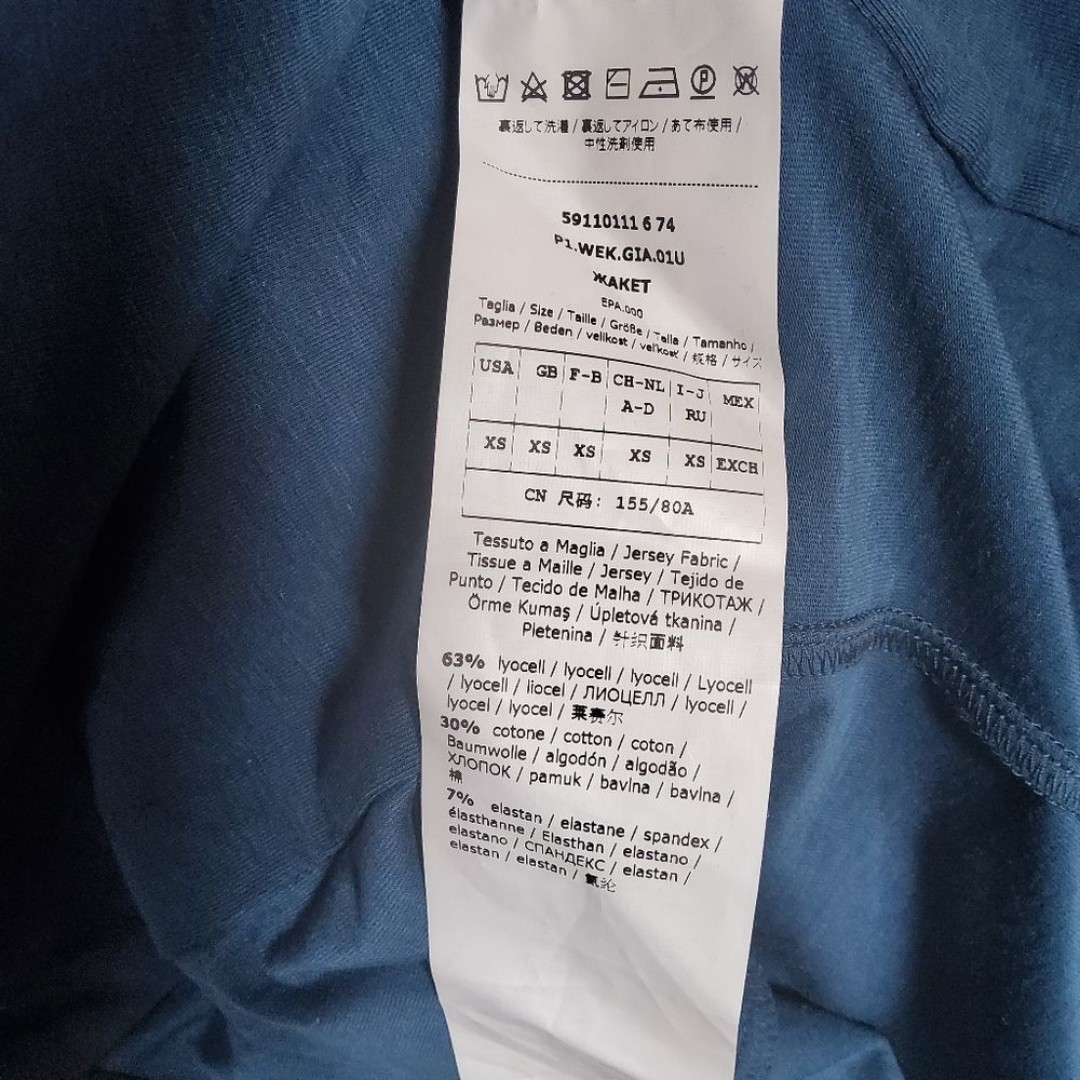 裏返して洗濯 / 裏返してアイロン / あて布使用 /
中性洗剤使用
59110111 6 74
P1.WEK.GIA.01U
ЖАКЕТ
EPA.000
Taglia / Size / Taille / Größe / Talla / Tamanho /
Размер / Beden / velikost / veľkosť / 规格 / サイズ
USA GB F-B CH-NL I-J MEX
A-D RU
XS XS XS XS XS EXCH
CN 尺码: 155/80A
Tessuto a Maglia / Jersey Fabric /
Tissue a Maille / Jersey / Tejido de
Punto / Tecido de Malha / ТРИКОТАЖ /
Örme Kumaş / Úpletová tkanina /
Pletenina / 针织面料
63% lyocell / lyocell / lyocell / Lyocell
/ lyocell / liocel / ЛИОЦЕЛЛ / lyocell /
lyocel / lyocel / 莱赛尔
30% cotone / cotton / coton /
Baumwolle / algodón / algodão /
ХЛОПОК / pamuk / bavlna / bavlna /
棉
7% elastan / elastane / spandex /
élasthanne / Elasthan / elastano /
elastano / СПАНДЕКС / elastan /
elastan / elastan / 氨纶